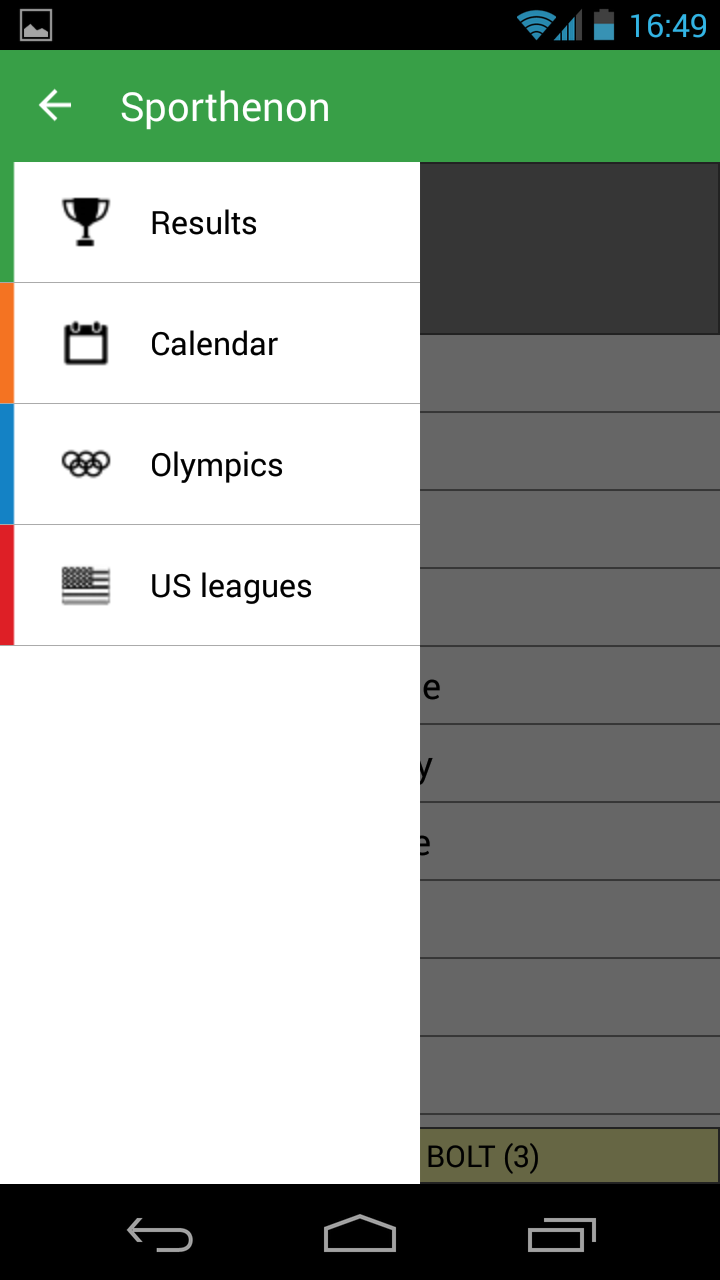 16:49
Sporthenon
Results
Calendar
Olympics
US leagues
e
y
e
BOLT (3)